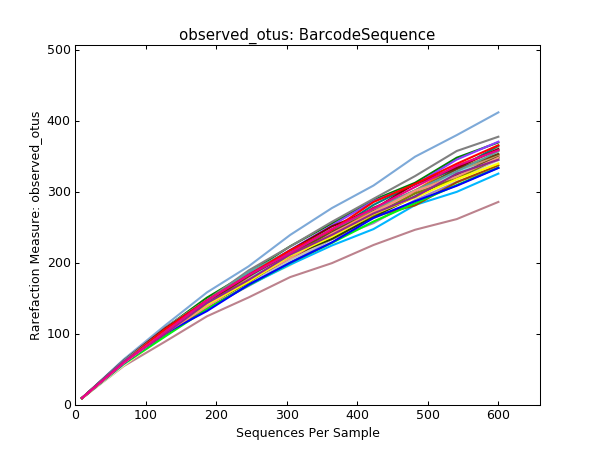 observed_otus: BarcodeSequence
500
400
300
200
100
0
Rarefaction Measure: observed_otus
0 100 200 300 400 500 600
Sequences Per Sample